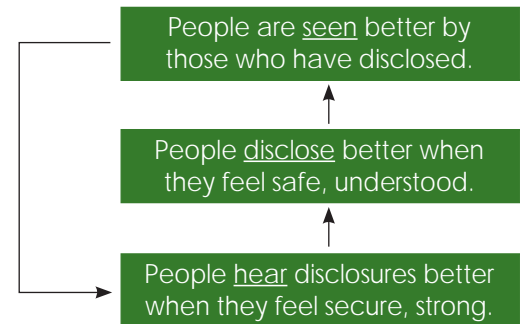 People are seen better by
those who have disclosed.
People disclose better when
they feel safe, understood.
People hear disclosures better
when they feel secure, strong.